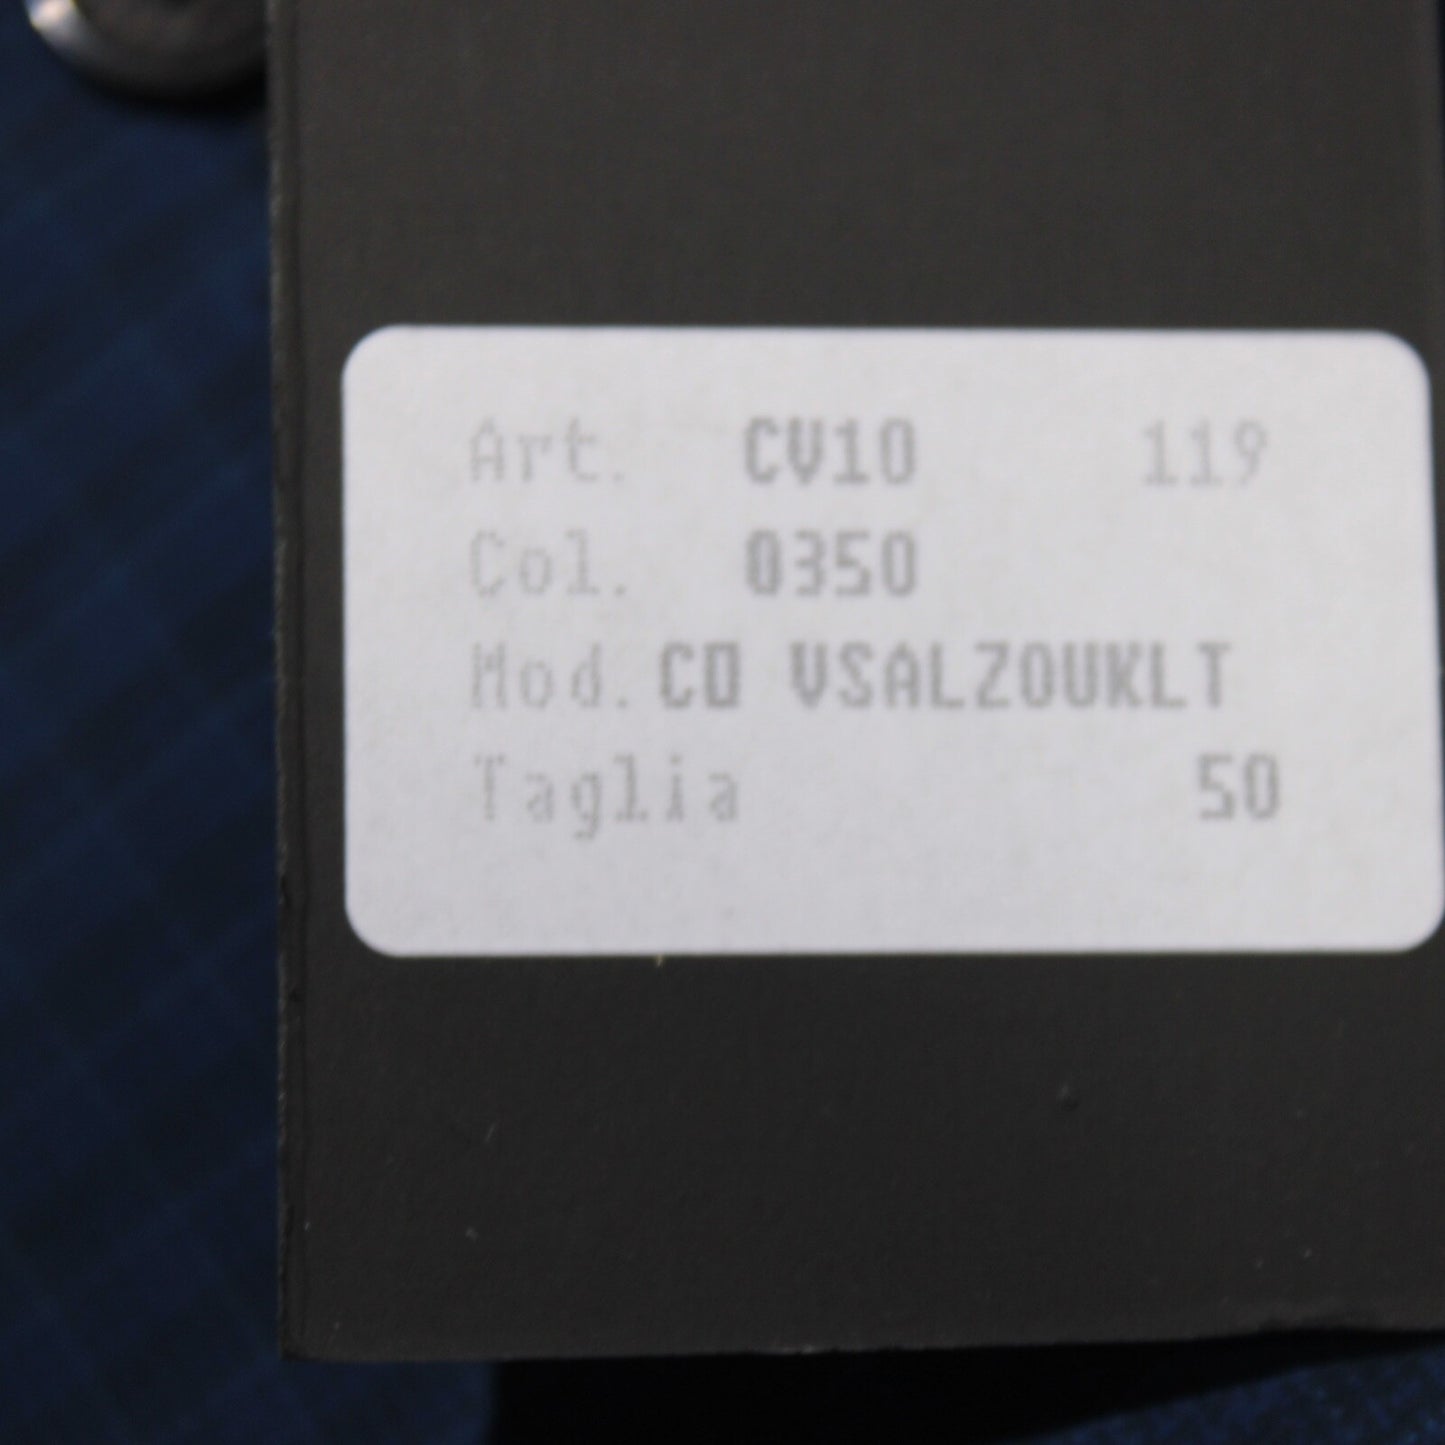 Art. CV10 119
Col. 0350
Mod. CD VSALZOUKLT
Taglia 50